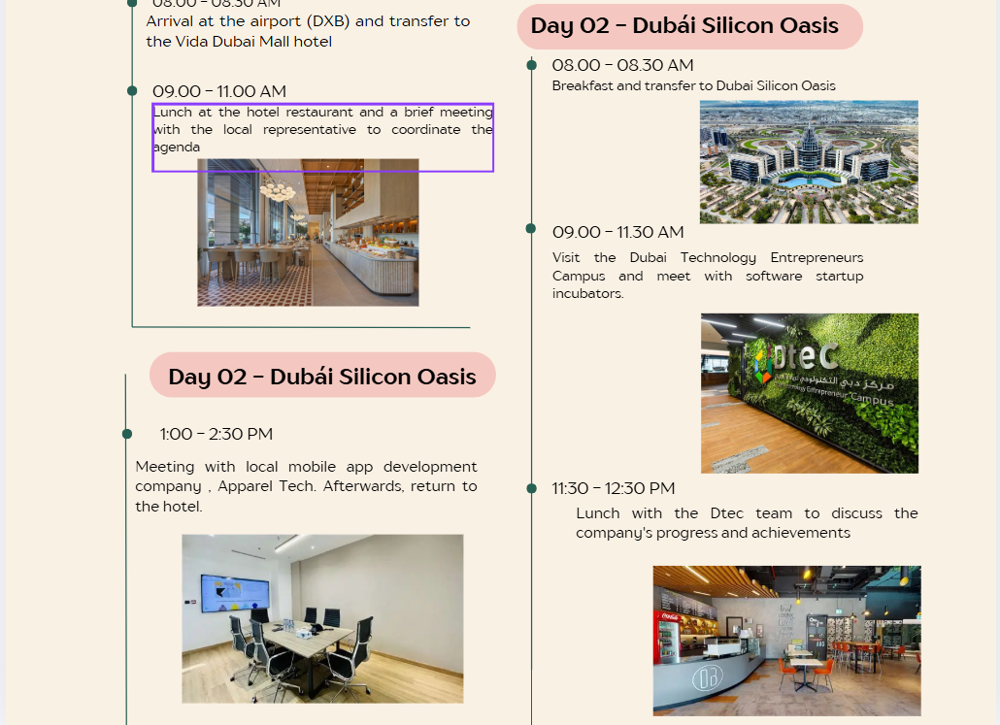 08.00 – 08.30 AM
Arrival at the airport (DXB) and transfer to
the Vida Dubai Mall hotel
09.00 – 11.00 AM
Lunch at the hotel restaurant and a brief meeting
with the local representative to coordinate the
agenda
Day 02 – Dubái Silicon Oasis
1:00 – 2:30 PM
Meeting with local mobile app development
company , Apparel Tech. Afterwards, return to
the hotel.
Day 02 – Dubái Silicon Oasis
08.00 – 08.30 AM
Breakfast and transfer to Dubai Silicon Oasis
09.00 – 11.30 AM
Visit the Dubai Technology Entrepreneurs
Campus and meet with software startup
incubators.
Dtec
مركز دبي التكنولوجي
Technology Entrepreneur Campus
11:30 – 12:30 PM
Lunch with the Dtec team to discuss the
company's progress and achievements
Coca-Cola